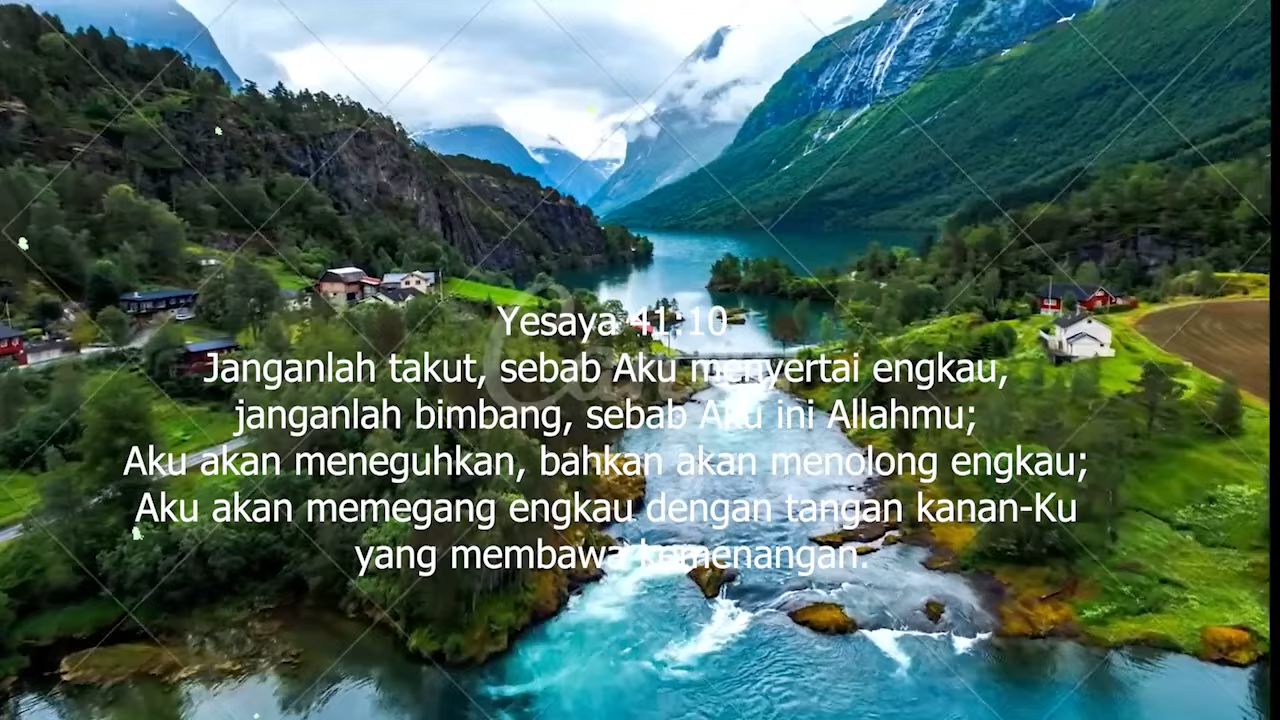 Yesaya 41:10
Janganlah takut, sebab Aku menyertai engkau,
janganlah bimbang, sebab Aku ini Allahmu;
Aku akan meneguhkan, bahkan akan menolong engkau;
Aku akan memegang engkau dengan tangan kanan-Ku
yang membawa kemenangan.
Canva